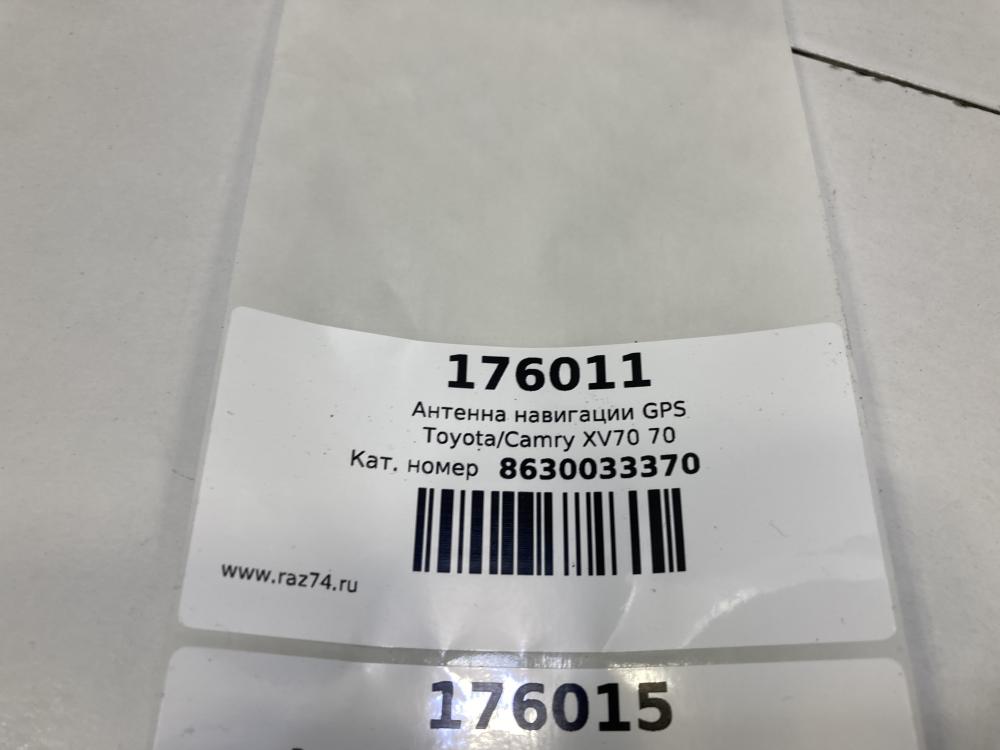 176011
Антенна навигации GPS
Toyota/Camry XV70 70
Кат. номер 8630033370
www.raz74.ru
176015